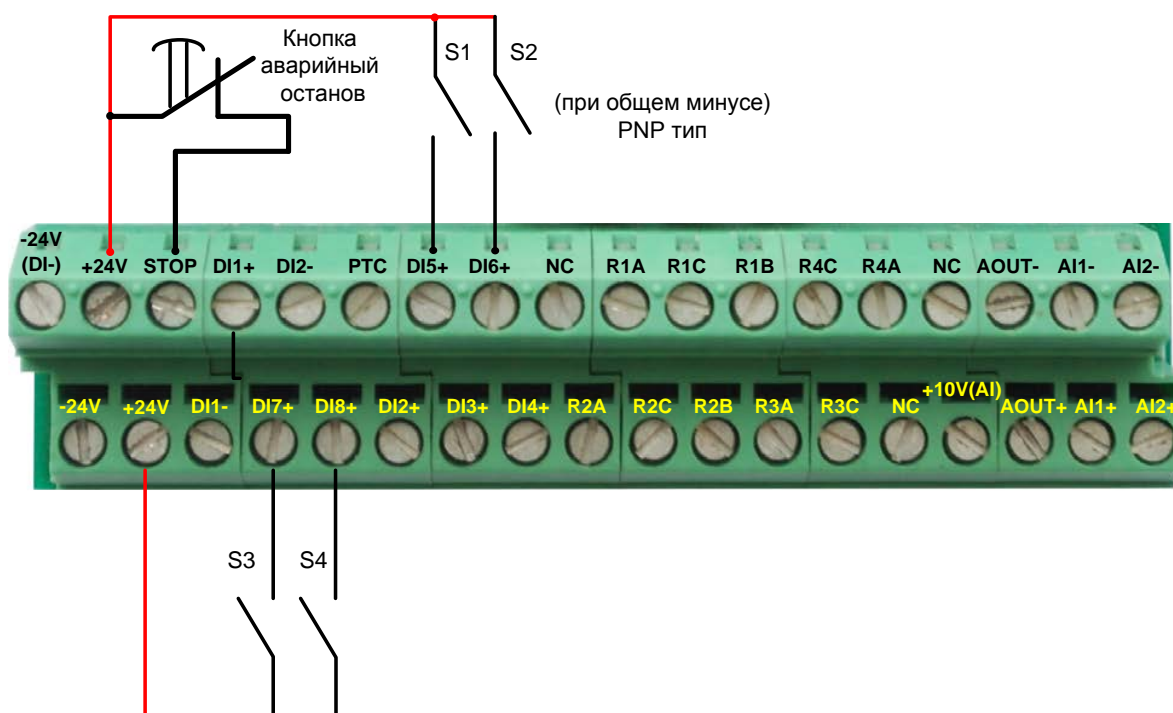 Кнопка
аварийный
останов
S1
S2
(при общем минусе)
PNP тип
-24V
(DI-)
+24V
STOP
DI1+
DI2-
PTC
DI5+
DI6+
NC
R1A
R1C
R1B
R4C
R4A
NC
AOUT-
AI1-
AI2-
-24V
+24V
DI1-
DI7+
DI8+
DI2+
DI3+
DI4+
R2A
R2C
R2B
R3A
R3C
NC
+10V(AI)
AOUT+
AI1+
AI2+
S3
S4